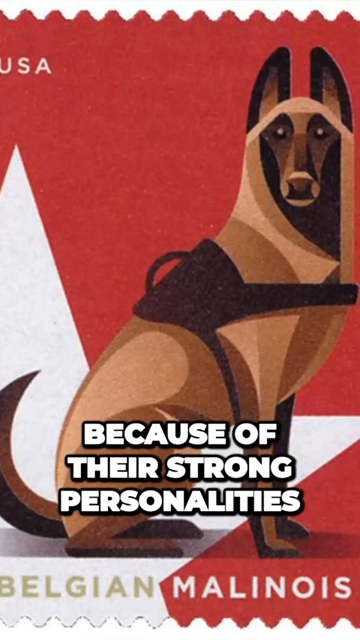 USA
BECAUSE OF
THEIR STRONG
PERSONALITIES
BELGIAN MALINOIS